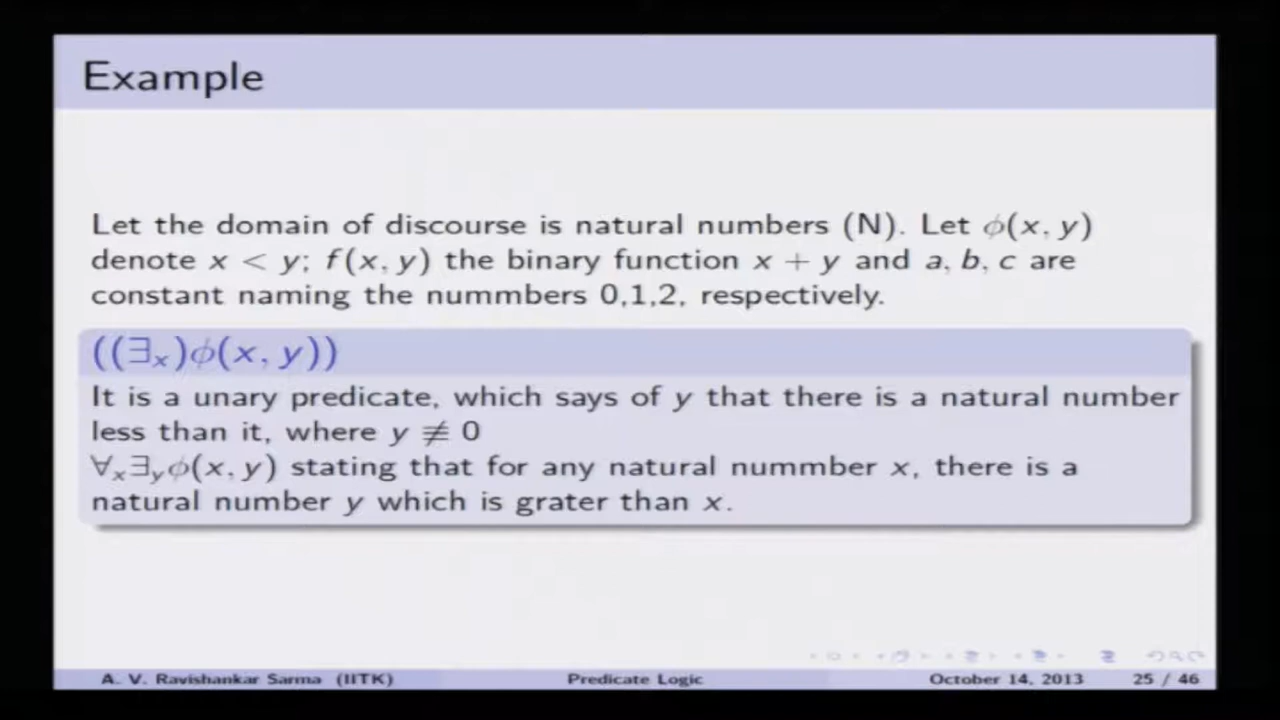 Example
Let the domain of discourse is natural numbers (N). Let ϕ(x, y)
denote x < y; f(x, y) the binary function x + y and a, b, c are
constant naming the nummbers 0,1,2, respectively.
((∃ₓ)ϕ(x, y))
It is a unary predicate, which says of y that there is a natural number
less than it, where y ≢ 0
∀ₓ∃ᵧϕ(x, y) stating that for any natural nummber x, there is a
natural number y which is grater than x.
A. V. Ravishankar Sarma (IITK) Predicate Logic October 14, 2013 25 / 46